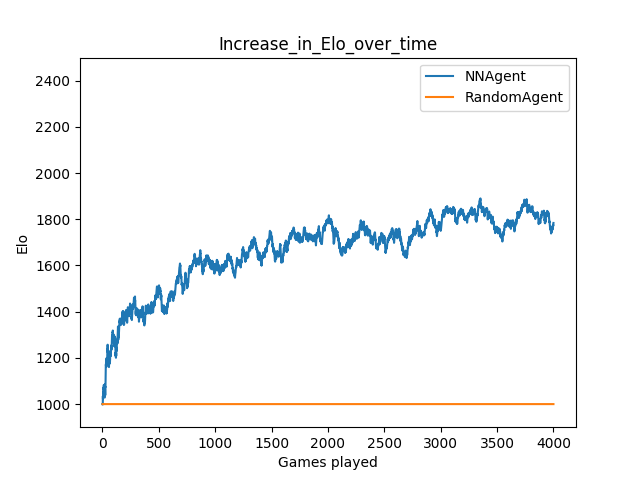 Increase_in_Elo_over_time
NNAgent
RandomAgent
2400
2200
2000
1800
1600
1400
1200
1000
Elo
0 500 1000 1500 2000 2500 3000 3500 4000
Games played